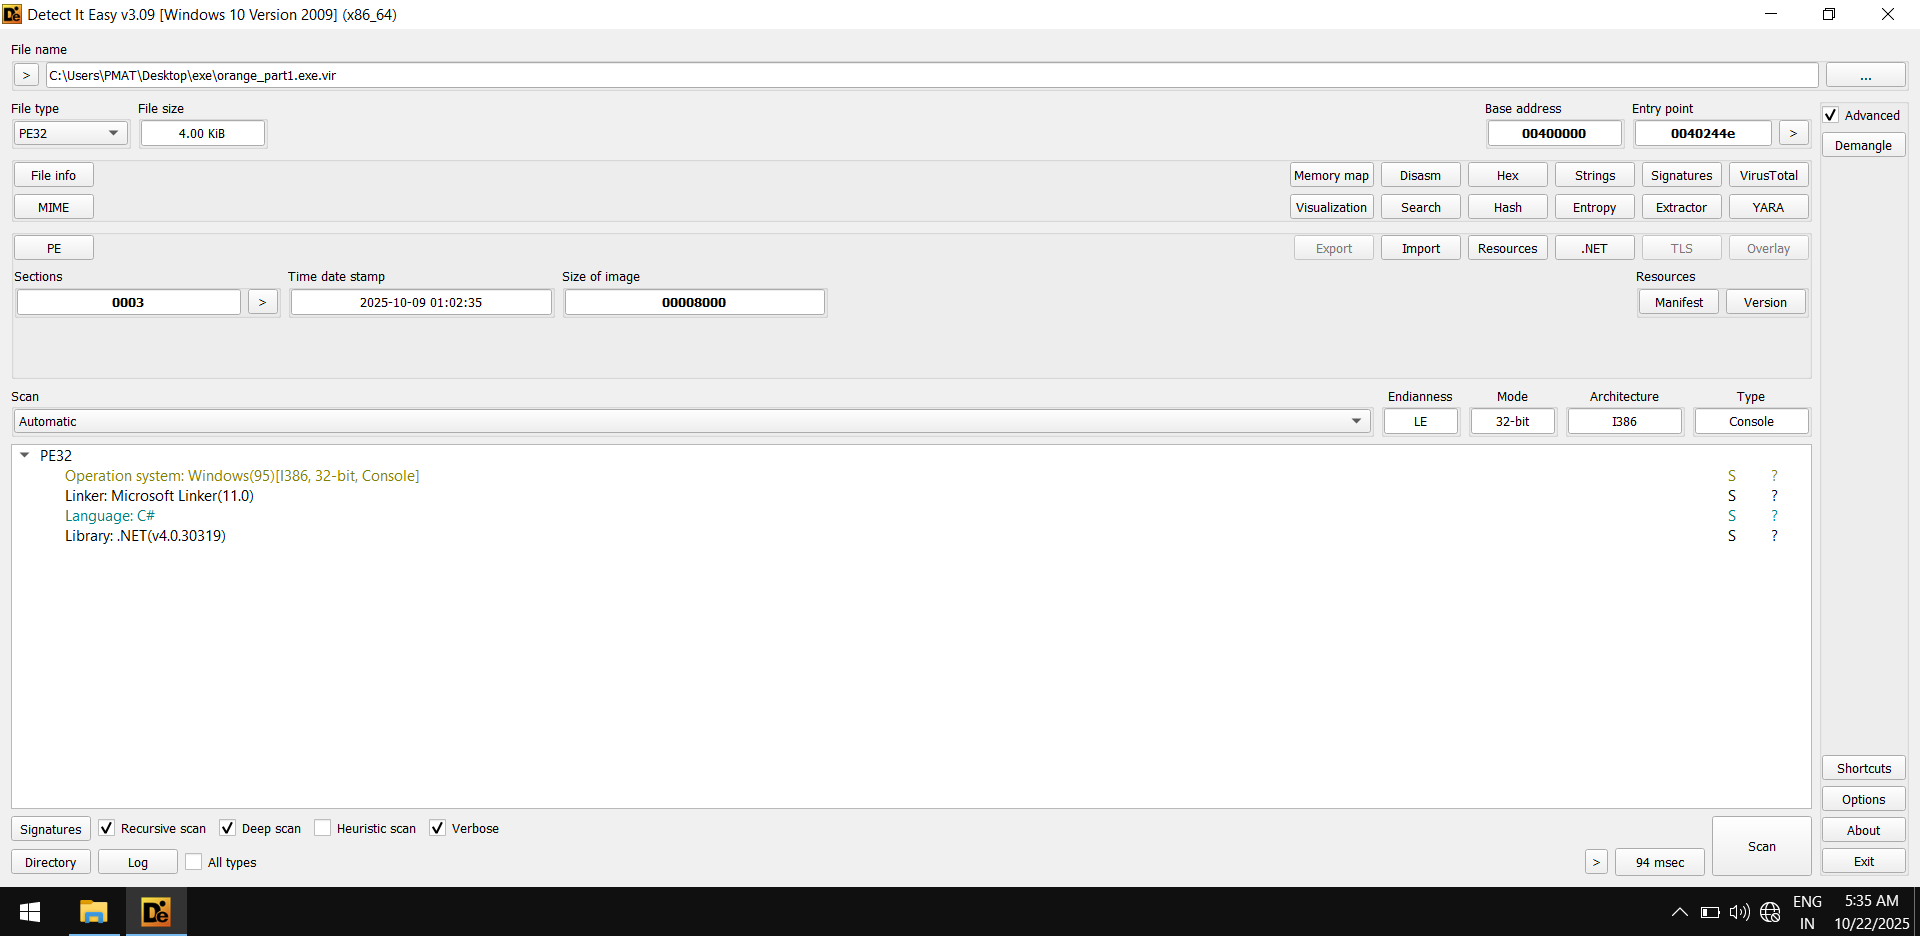 Detect It Easy v3.09 [Windows 10 Version 2009] (x86_64)
File name
> C:\Users\PMAT\Desktop\exe\orange_part1.exe.vir ...
File type File size Base address Entry point
PE32 4.00 KiB 00400000 0040244e > Advanced
Demangle
File info Memory map Disasm Hex Strings Signatures VirusTotal
MIME Visualization Search Hash Entropy Extractor YARA
PE Export Import Resources .NET TLS Overlay
Sections Time date stamp Size of image Resources
0003 > 2025-10-09 01:02:35 00008000 Manifest Version
Scan Endianness Mode Architecture Type
Automatic LE 32-bit I386 Console
PE32
Operation system: Windows(95)[I386, 32-bit, Console] S ?
Linker: Microsoft Linker(11.0) S ?
Language: C# S ?
Library: .NET(v4.0.30319) S ?
Shortcuts
Options
Signatures Recursive scan Deep scan Heuristic scan Verbose About
Scan
Directory Log All types > 94 msec Exit
De ENG 5:35 AM
IN 10/22/2025